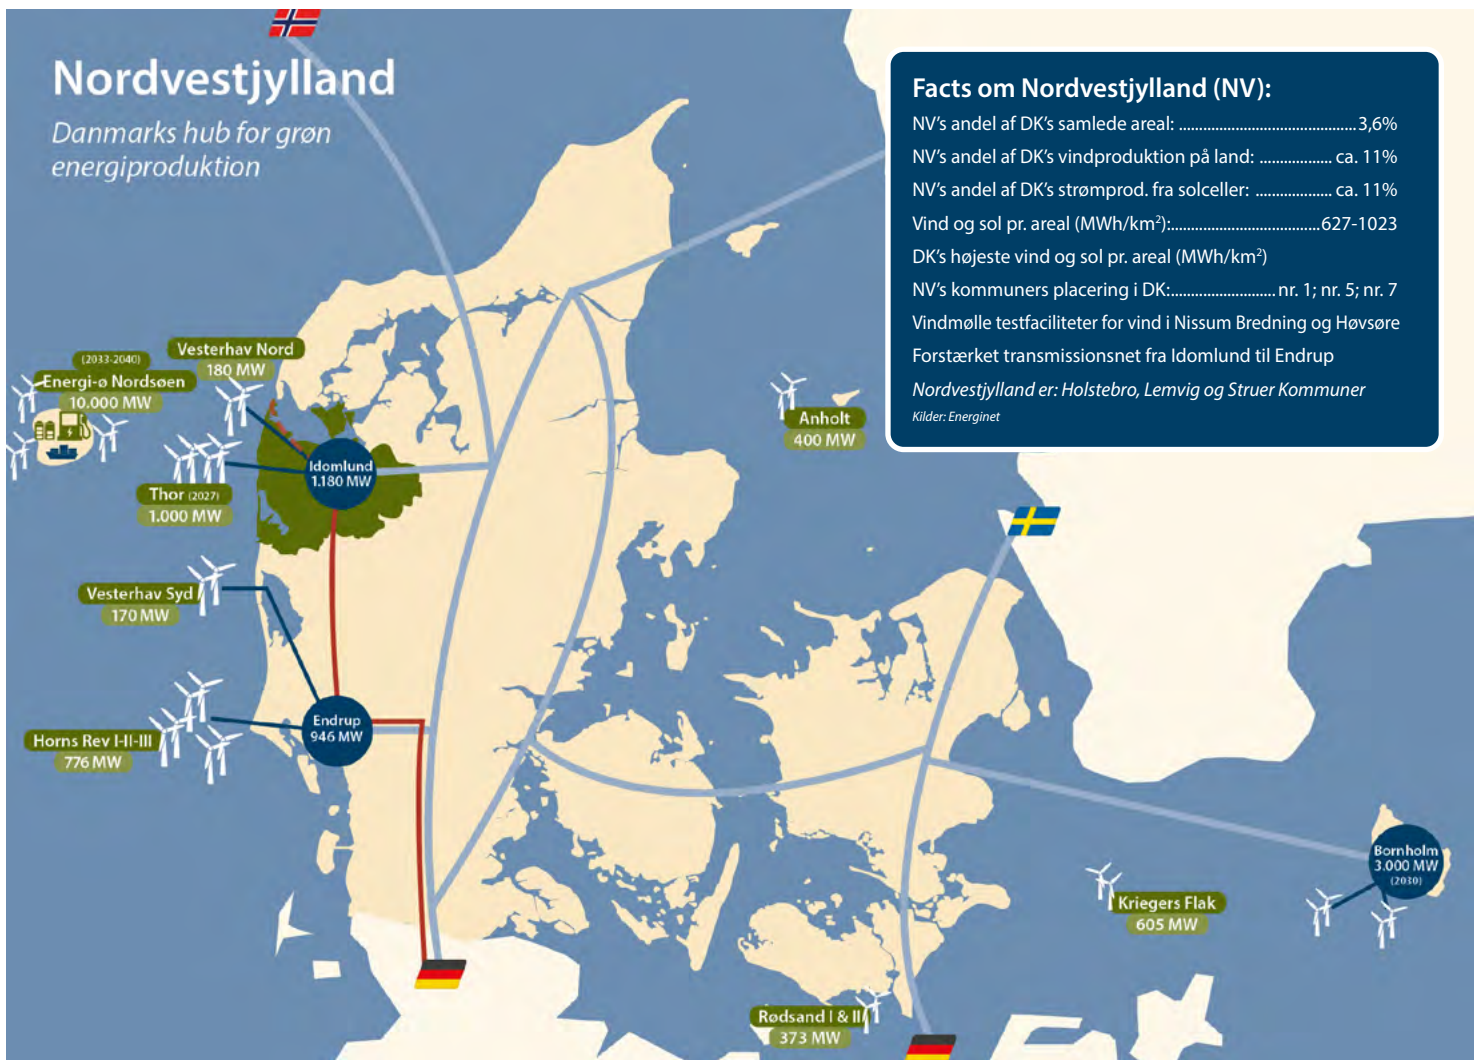 Nordvestjylland
Danmarks hub for grøn
energiproduktion
Facts om Nordvestjylland (NV):
NV's andel af DK's samlede areal: ............................................ 3,6%
NV's andel af DK's vindproduktion på land: .................. ca. 11%
NV's andel af DK's strømprod. fra solceller: ................... ca. 11%
Vind og sol pr. areal (MWh/km²):..................................... 627-1023
DK's højeste vind og sol pr. areal (MWh/km²)
NV's kommuners placering i DK:.......................... nr. 1; nr. 5; nr. 7
Vindmølle testfaciliteter for vind i Nissum Bredning og Høvsøre
Forstærket transmissionsnet fra Idomlund til Endrup
Nordvestjylland er: Holstebro, Lemvig og Struer Kommuner
Kilder: Energinet
Vesterhav Nord
180 MW
(2033-2040)
Energi-ø Nordsøen
10.000 MW
Anholt
400 MW
Idomlund
1.180 MW
Thor (2027)
1.000 MW
Vesterhav Syd
170 MW
Endrup
946 MW
Horns Rev I-II-III
776 MW
Bornholm
3.000 MW
(2030)
Kriegers Flak
605 MW
Rødsand I & II
373 MW